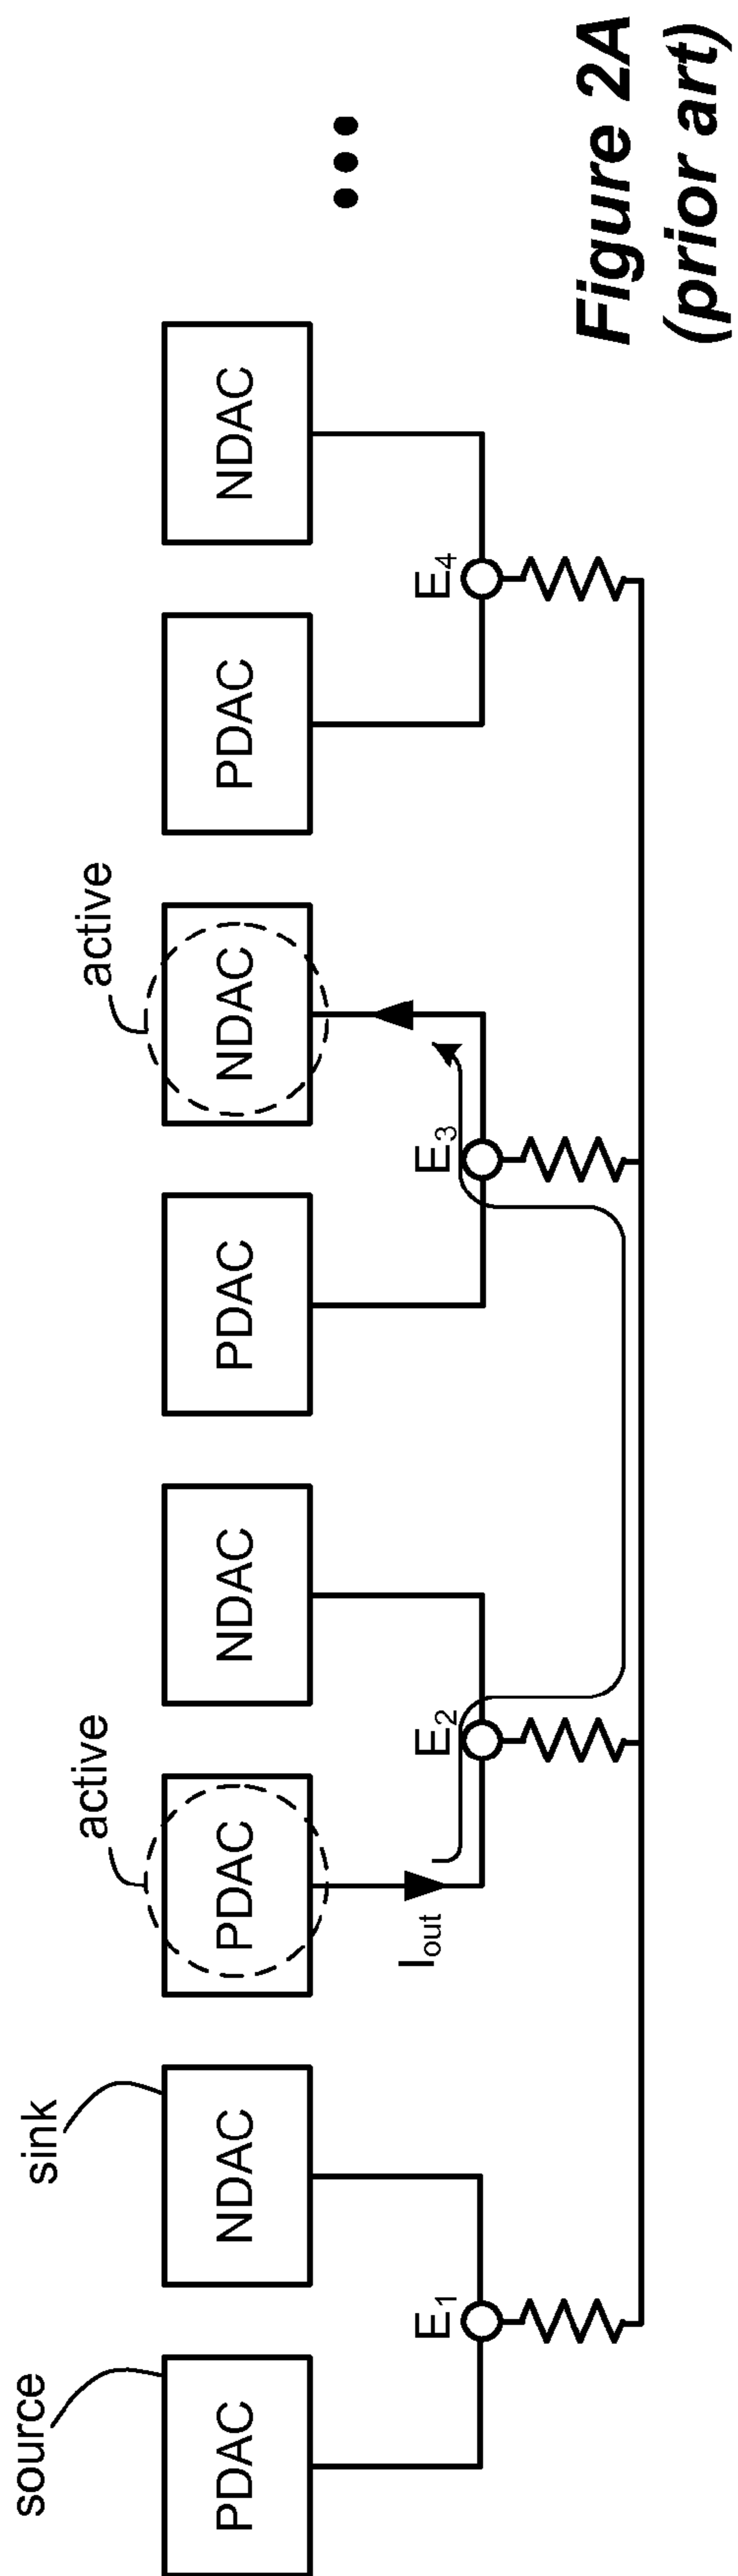 source
sink
active
active
PDAC
NDAC
PDAC
NDAC
PDAC
NDAC
PDAC
NDAC
Iout
E1
E2
E3
E4
Figure 2A
(prior art)